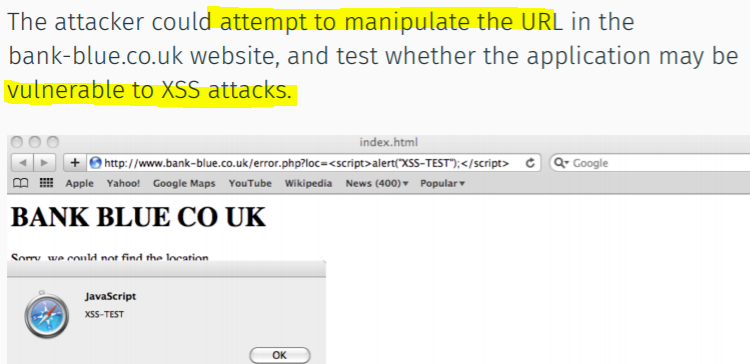 The attacker could attempt to manipulate the URL in the
bank-blue.co.uk website, and test whether the application may be
vulnerable to XSS attacks.
index.html
http://www.bank-blue.co.uk/error.php?loc=<script>alert("XSS-TEST");</script>
Google
Apple Yahoo! Google Maps YouTube Wikipedia News (400) Popular
BANK BLUE CO UK
Sorry, we could not find the location
JavaScript
XSS-TEST
OK